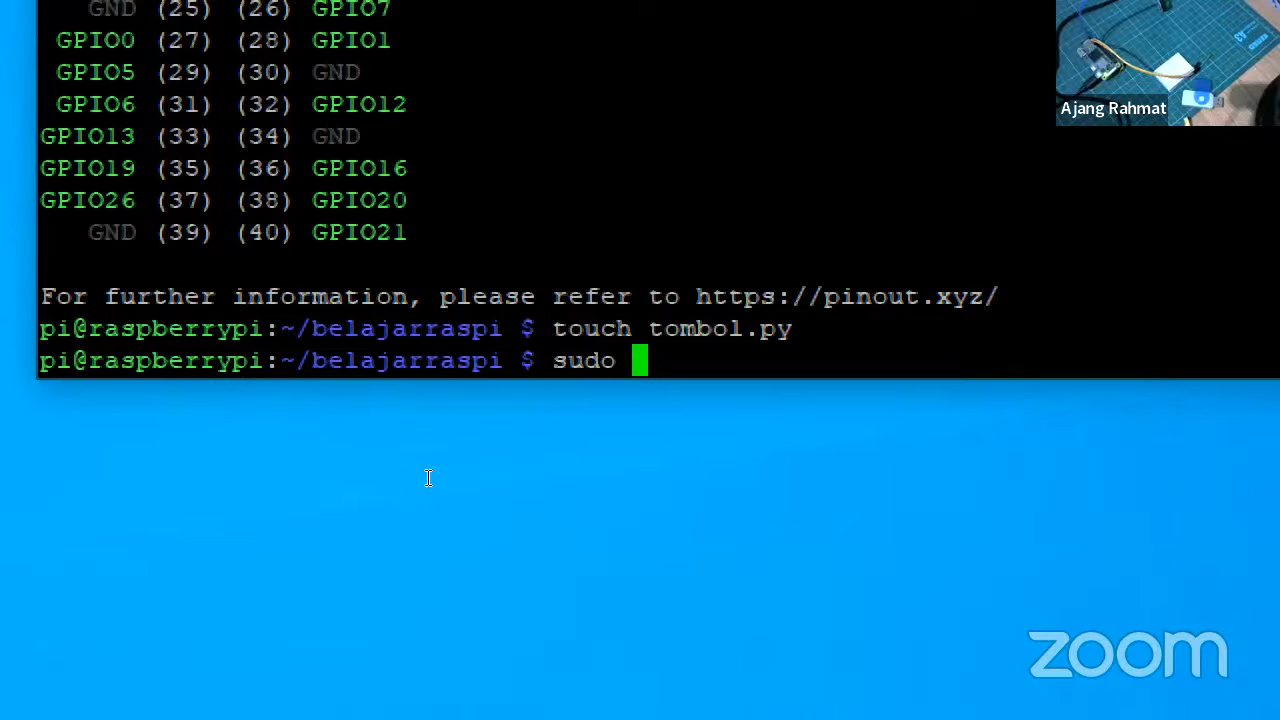 GND (25) (26) GPIO7
GPIO0 (27) (28) GPIO1
GPIO5 (29) (30) GND
GPIO6 (31) (32) GPIO12
GPIO13 (33) (34) GND
GPIO19 (35) (36) GPIO16
GPIO26 (37) (38) GPIO20
GND (39) (40) GPIO21
For further information, please refer to https://pinout.xyz/
pi@raspberrypi:~/belajarraspi $ touch tombol.py
pi@raspberrypi:~/belajarraspi $ sudo
Ajang Rahmat
zoom